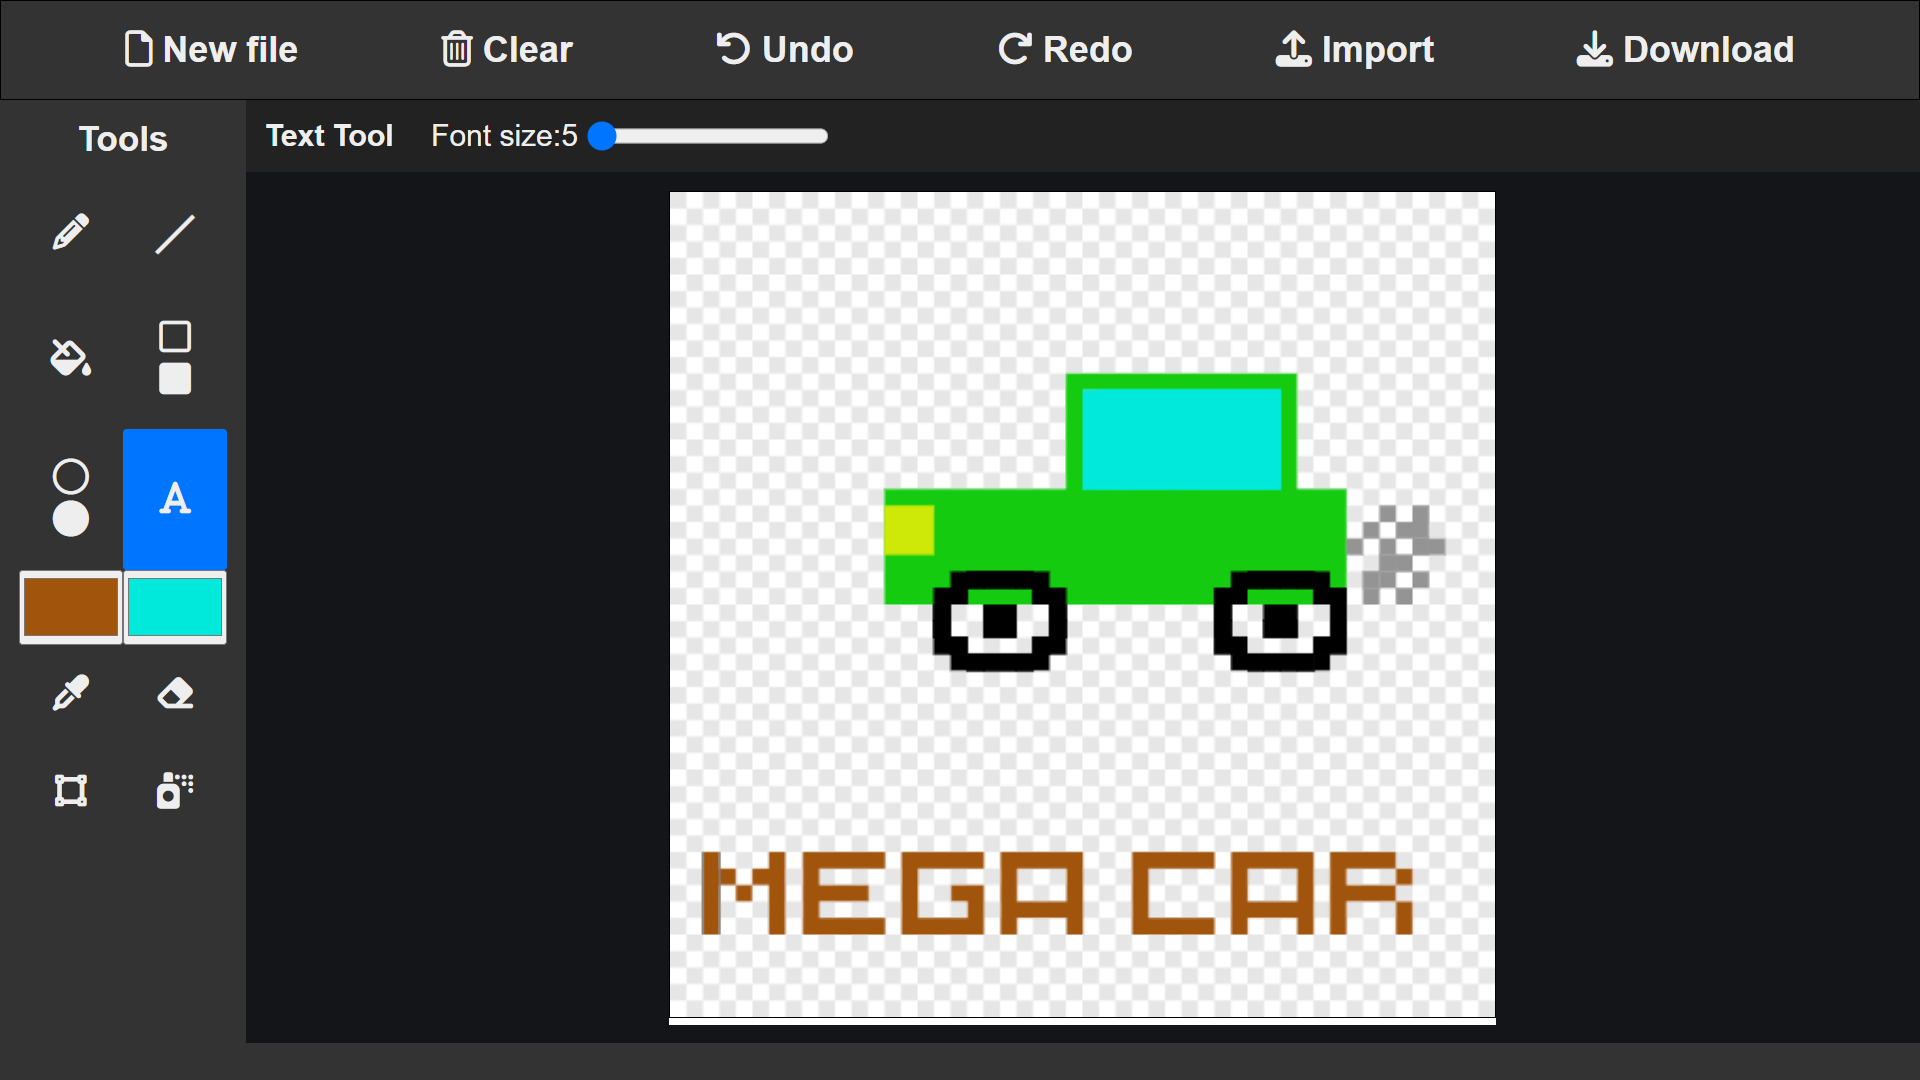 New file Clear Undo Redo Import Download
Tools
Text Tool Font size:5
A
MEGA CAR